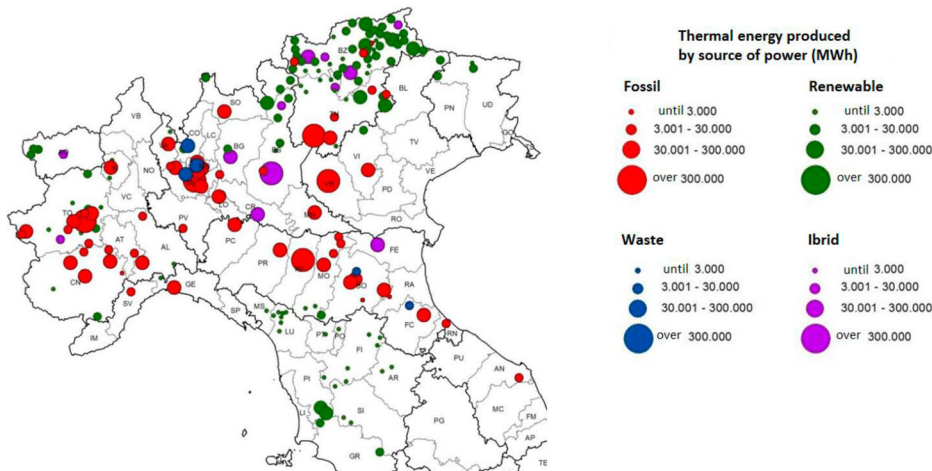 Thermal energy produced
by source of power (MWh)
Fossil
until 3.000
3.001 - 30.000
30.001 - 300.000
over 300.000
Renewable
until 3.000
3.001 - 30.000
30.001 - 300.000
over 300.000
Waste
until 3.000
3.001 - 30.000
30.001 - 300.000
over 300.000
Ibrid
until 3.000
3.001 - 30.000
30.001 - 300.000
over 300.000
BZ
SO
BL
PN
UD
VB
CO
LC
GO
BG
TV
NO
VI
VE
VC
PD
TO
LO
CR
RO
PV
AT
PC
AL
FE
PR
MO
CN
GE
BO
RA
SV
MS
SP
FC
LU
RN
IM
PT
PO
FI
PU
AN
PI
AR
MC
LI
SI
FM
PG
AP
GR
TE